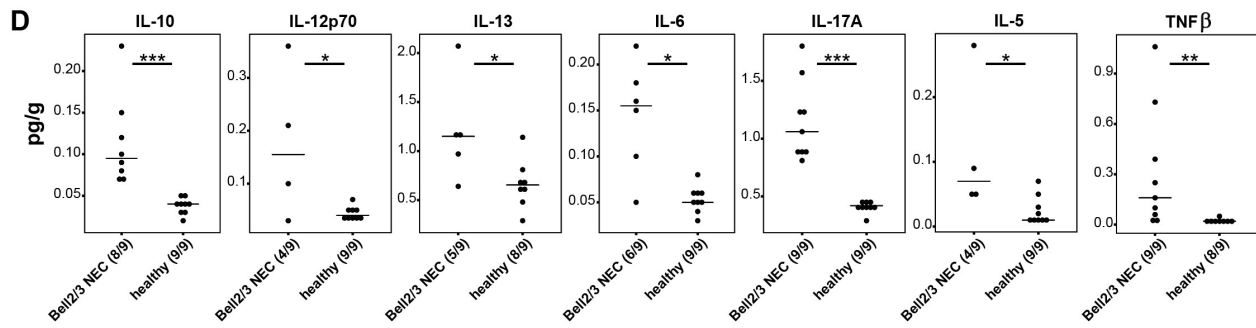 D
IL-10
IL-12p70
IL-13
IL-6
IL-17A
IL-5
TNFβ
pg/g
***
0.20
0.15
0.10
0.05
Bell2/3 NEC (8/9)
healthy (9/9)
*
0.3
0.2
0.1
Bell2/3 NEC (4/9)
healthy (9/9)
*
2.0
1.5
1.0
0.5
Bell2/3 NEC (5/9)
healthy (8/9)
*
0.20
0.15
0.10
0.05
Bell2/3 NEC (6/9)
healthy (9/9)
***
1.5
1.0
0.5
Bell2/3 NEC (9/9)
healthy (9/9)
*
0.2
0.1
0.0
Bell2/3 NEC (4/9)
healthy (9/9)
**
0.9
0.6
0.3
0.0
Bell2/3 NEC (9/9)
healthy (8/9)